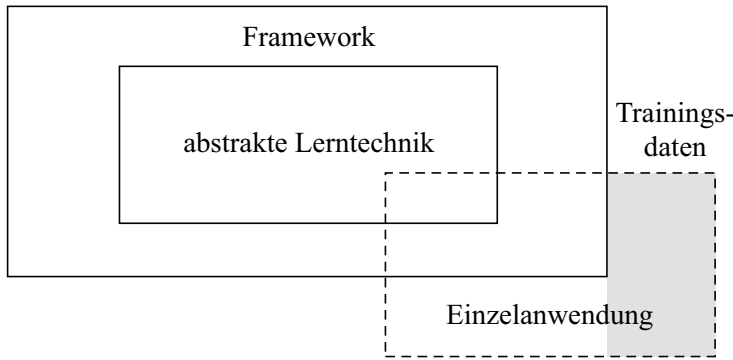 Framework
abstrakte Lerntechnik
Trainings-
daten
Einzelanwendung